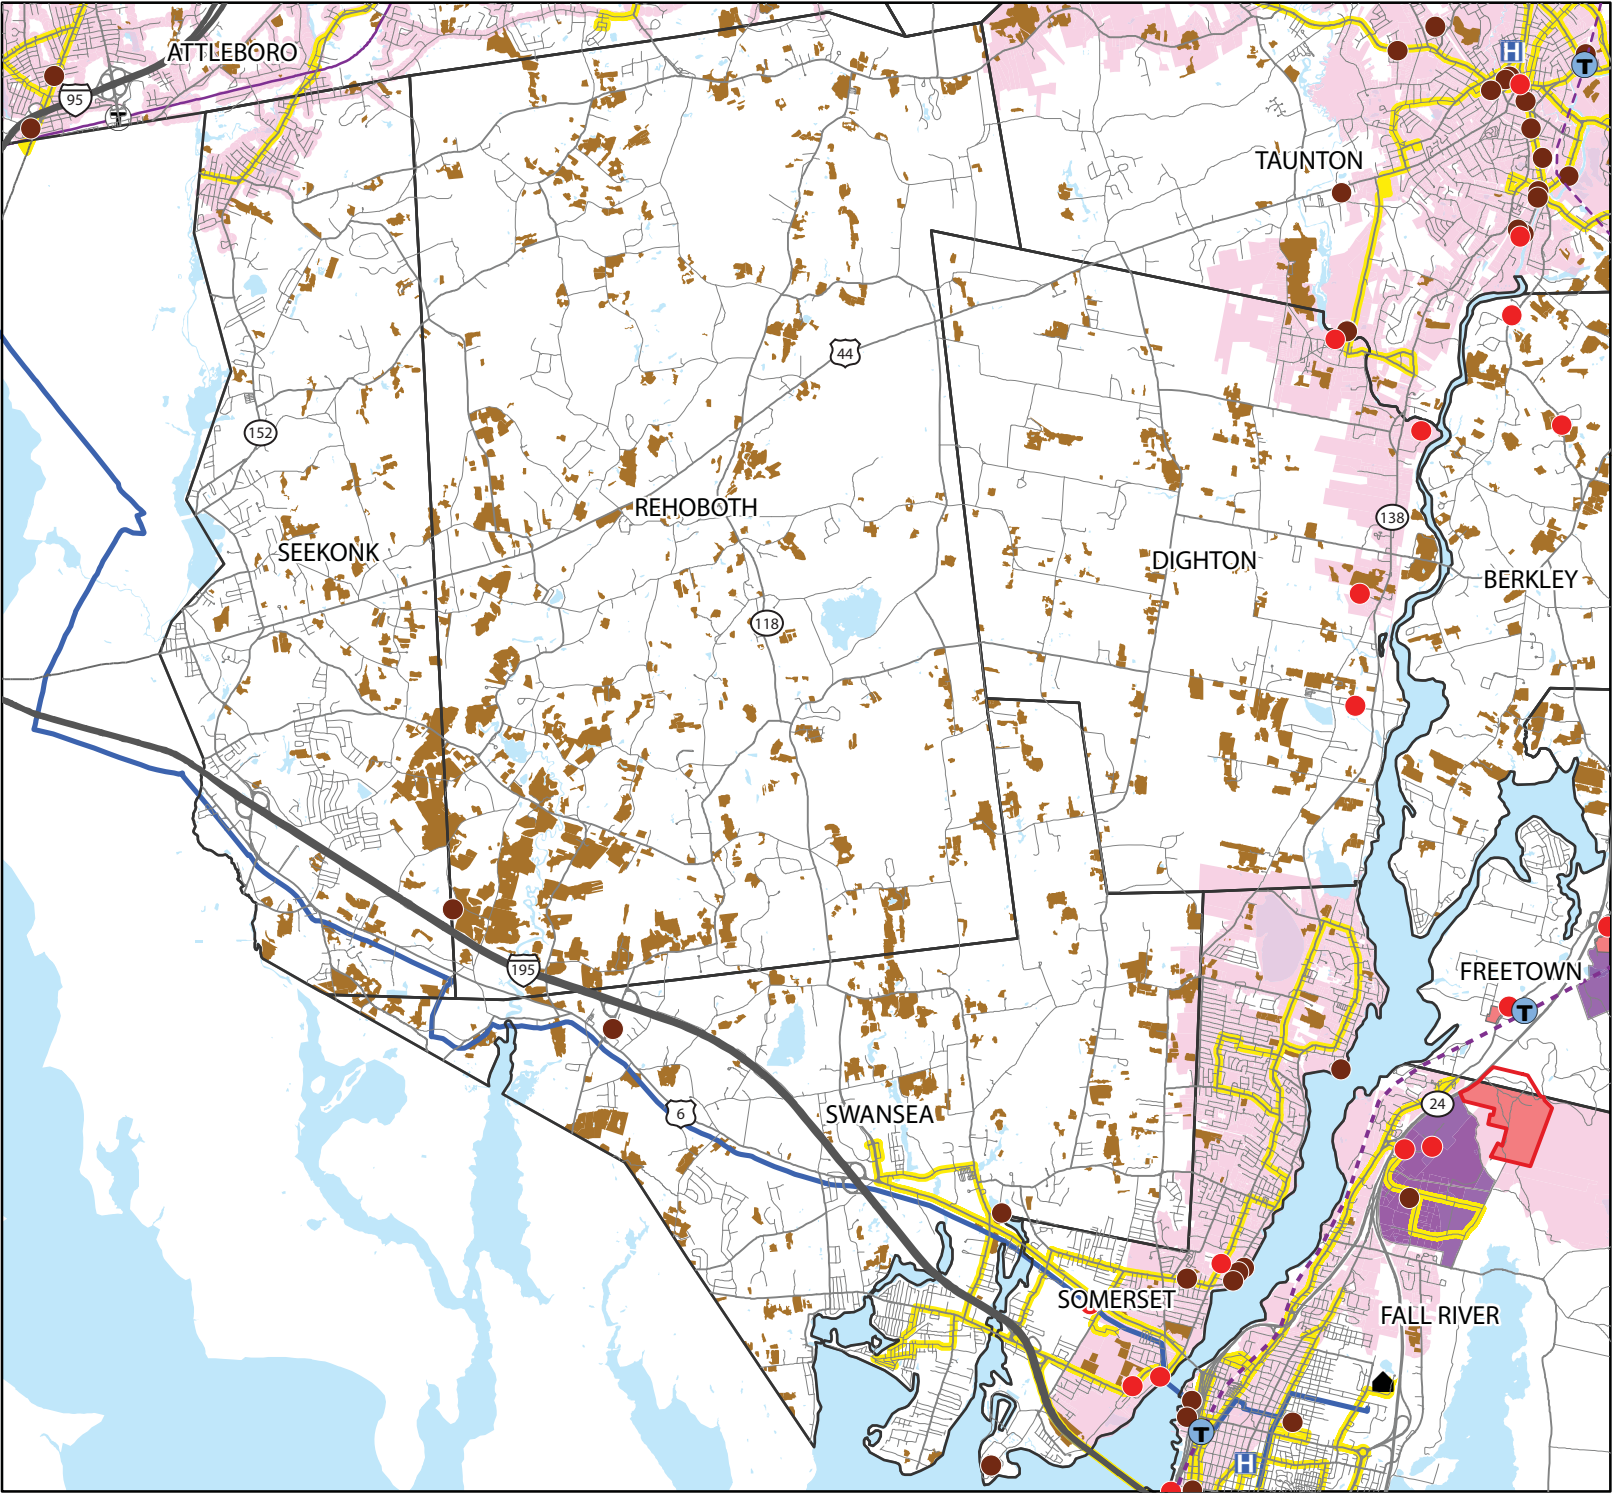 H
T
ATTLEBORO
95
T
TAUNTON
44
152
REHOBOTH
138
SEEKONK
DIGHTON
BERKLEY
118
195
FREETOWN
T
24
6
SWANSEA
SOMERSET
FALL RIVER
T
H